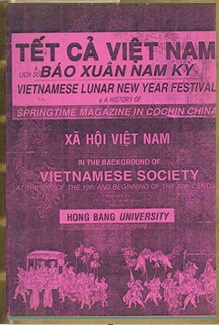 TẾT CẢ VIỆT NAM
LỊCH SỬ BÁO XUÂN NAM KỲ
VIETNAMESE LUNAR NEW YEAR FESTIVAL
& A HISTORY OF
SPRINGTIME MAGAZINE IN COCHIN CHINA
XÃ HỘI VIỆT NAM
IN THE BACKGROUND OF
VIETNAMESE SOCIETY
AT THE END OF THE 19th AND BEGINNING OF THE 20th CENTURY
HONG BANG UNIVERSITY